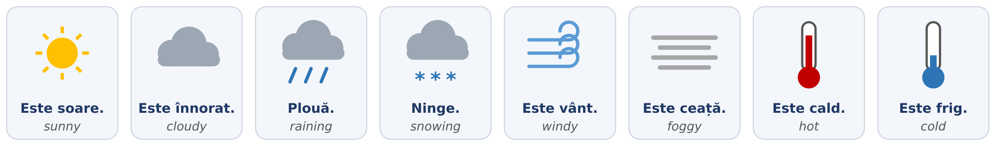 Este soare.
sunny
Este înnorat.
cloudy
Plouă.
raining
Ninge.
snowing
Este vânt.
windy
Este ceață.
foggy
Este cald.
hot
Este frig.
cold